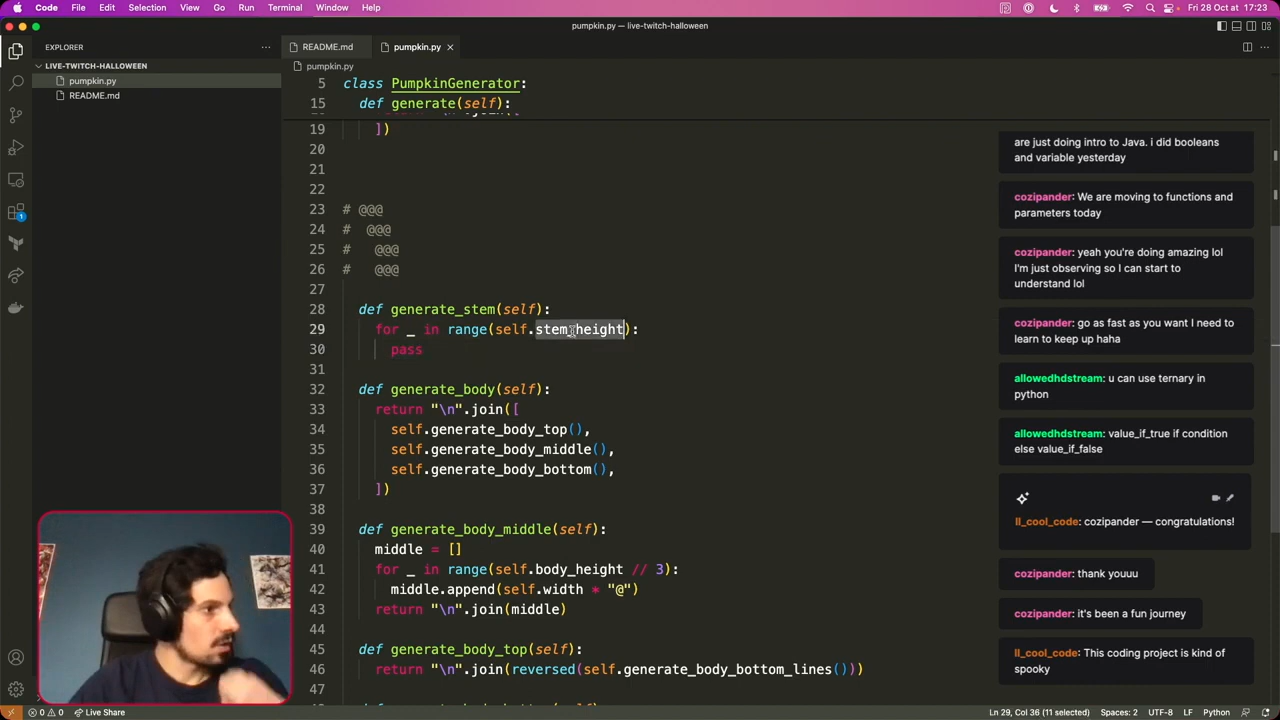 Code File Edit Selection View Go Run Terminal Window Help Fri 28 Oct at 17:23
pumpkin.py — live-twitch-halloween
EXPLORER
LIVE-TWITCH-HALLOWEEN
pumpkin.py
README.md
1
README.md pumpkin.py
pumpkin.py
5 class PumpkinGenerator:
15 def generate(self):
19 ])
20
21
22
23 # @@@
24 #  @@@
25 #   @@@
26 #   @@@
27
28 def generate_stem(self):
29 for _ in range(self.stem_height):
30 pass
31
32 def generate_body(self):
33 return "\n".join([
34 self.generate_body_top(),
35 self.generate_body_middle(),
36 self.generate_body_bottom(),
37 ])
38
39 def generate_body_middle(self):
40 middle = []
41 for _ in range(self.body_height // 3):
42 middle.append(self.width * "@")
43 return "\n".join(middle)
44
45 def generate_body_top(self):
46 return "\n".join(reversed(self.generate_body_bottom_lines()))
47
are just doing intro to Java. i did booleans
and variable yesterday
cozipander: We are moving to functions and
parameters today
cozipander: yeah you're doing amazing lol
I'm just observing so I can start to
understand lol
cozipander: go as fast as you want I need to
learn to keep up haha
allowedhdstream: u can use ternary in
python
allowedhdstream: value_if_true if condition
else value_if_false
ll_cool_code: cozipander — congratulations!
cozipander: thank youuu
cozipander: it's been a fun journey
ll_cool_code: This coding project is kind of
spooky
0 0 Live Share Ln 29, Col 36 (11 selected) Spaces: 2 UTF-8 LF Python